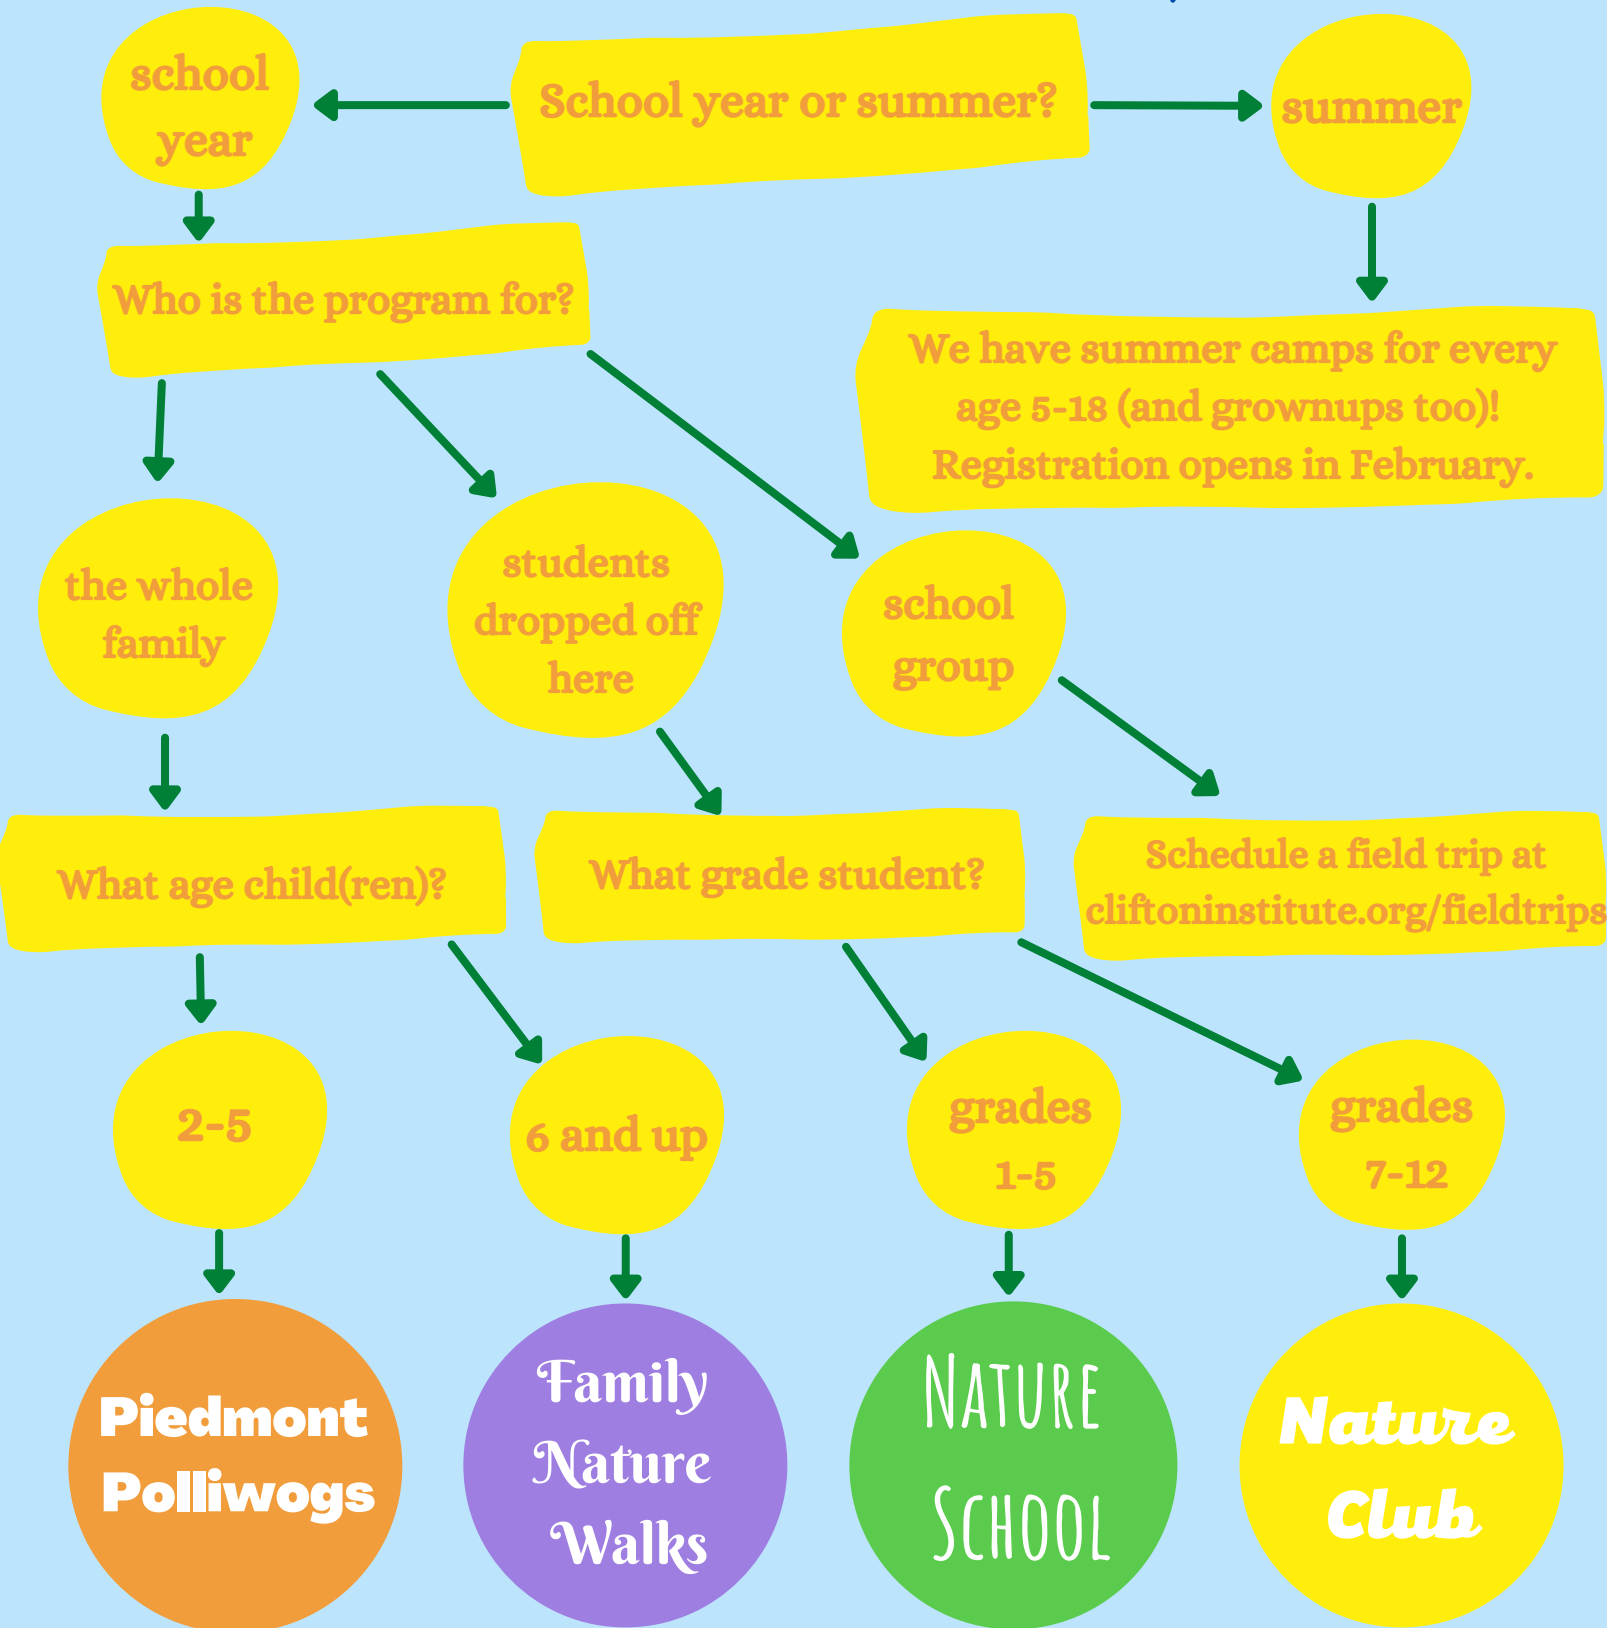 school
year
School year or summer?
summer
Who is the program for?
We have summer camps for every
age 5-18 (and grownups too)!
Registration opens in February.
the whole
family
students
dropped off
here
school
group
What age child(ren)?
What grade student?
Schedule a field trip at
cliftoninstitute.org/fieldtrips
2-5
6 and up
grades
1-5
grades
7-12
Piedmont
Polliwogs
Family
Nature
Walks
Nature
School
Nature
Club